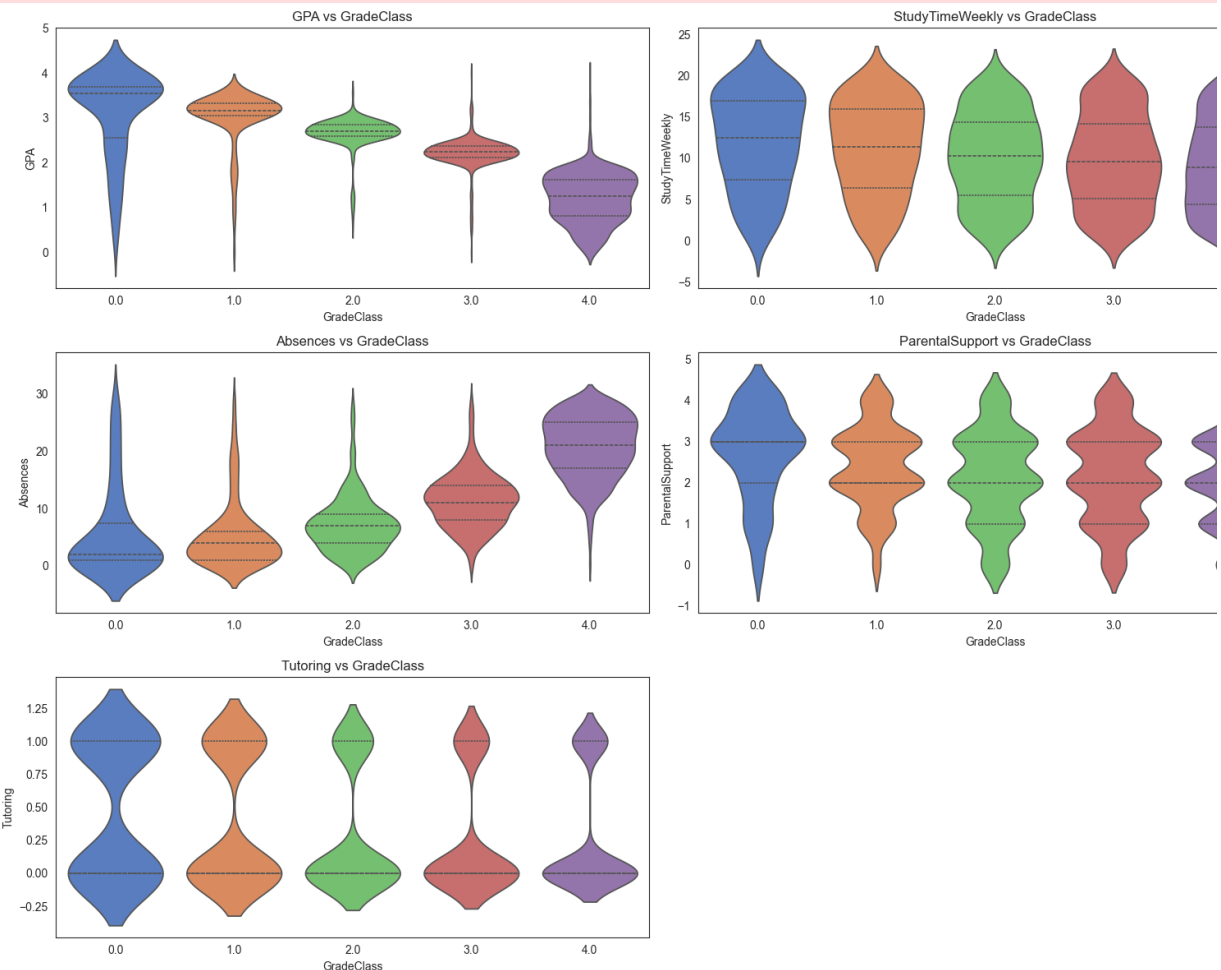 GPA vs GradeClass
5
4
3
2
1
0
GPA
0.0 1.0 2.0 3.0 4.0
GradeClass
StudyTimeWeekly vs GradeClass
25
20
15
10
5
0
−5
StudyTimeWeekly
0.0 1.0 2.0 3.0
GradeClass
Absences vs GradeClass
30
20
10
0
Absences
0.0 1.0 2.0 3.0 4.0
GradeClass
ParentalSupport vs GradeClass
5
4
3
2
1
0
−1
ParentalSupport
0.0 1.0 2.0 3.0
GradeClass
Tutoring vs GradeClass
1.25
1.00
0.75
0.50
0.25
0.00
−0.25
Tutoring
0.0 1.0 2.0 3.0 4.0
GradeClass